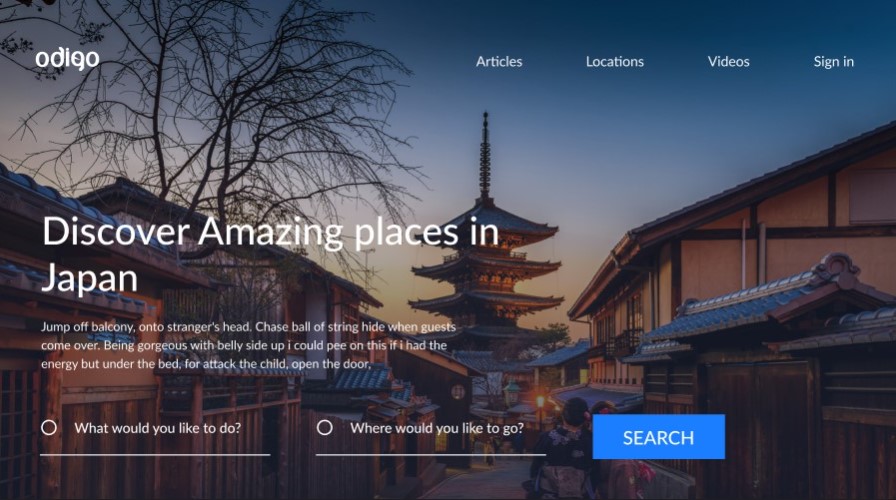 odigo
Articles Locations Videos Sign in
Discover Amazing places in
Japan
Jump off balcony, onto stranger's head. Chase ball of string hide when guests
come over. Being gorgeous with belly side up i could pee on this if i had the
energy but under the bed, for attack the child, open the door,
What would you like to do? Where would you like to go? SEARCH